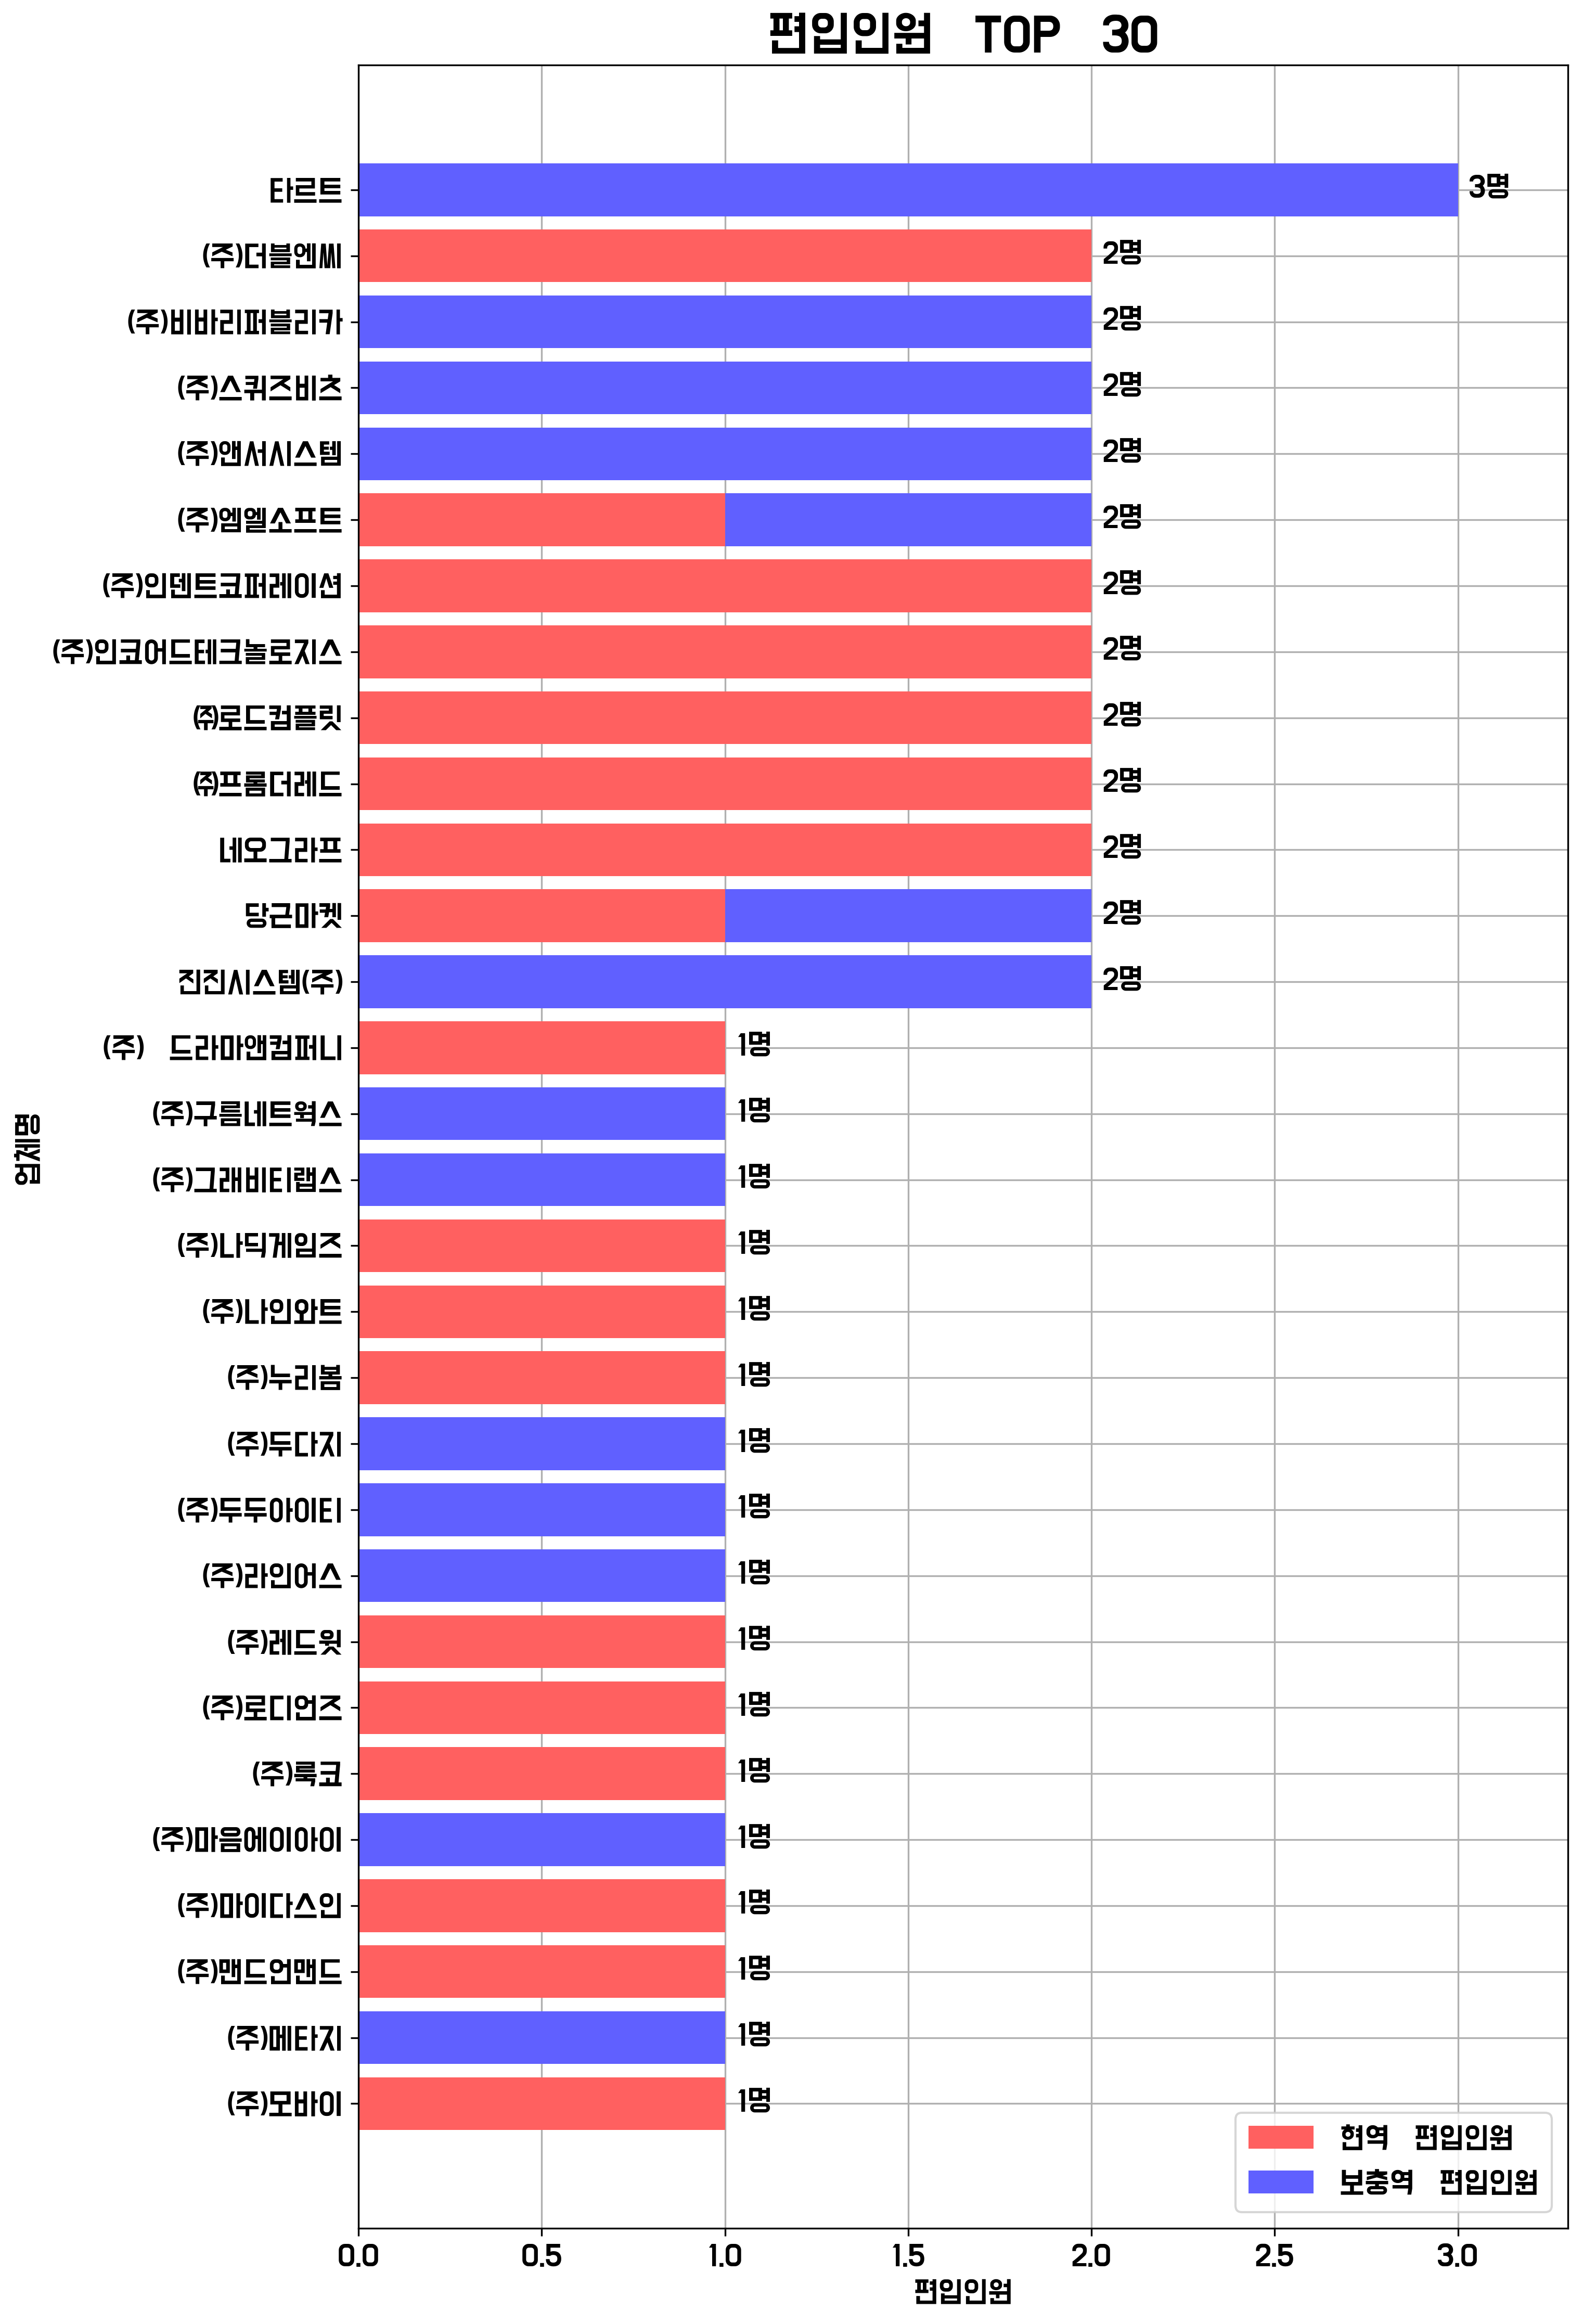 편입인원 TOP 30
타르트 3명
(주)더블엔씨 2명
(주)비바리퍼블리카 2명
(주)스퀴즈비츠 2명
(주)앤서시스템 2명
(주)엠엘소프트 2명
(주)인덴트코퍼레이션 2명
(주)인코어드테크놀로지스 2명
㈜로드컴플릿 2명
㈜프롬더레드 2명
네오그라프 2명
당근마켓 2명
진진시스템(주) 2명
(주) 드라마앤컴퍼니 1명
(주)구름네트웍스 1명
(주)그래비티랩스 1명
(주)나딕게임즈 1명
(주)나인와트 1명
(주)누리봄 1명
(주)두다지 1명
(주)두두아이티 1명
(주)라인어스 1명
(주)레드윗 1명
(주)로디언즈 1명
(주)룩코 1명
(주)마음에이아이 1명
(주)마이다스인 1명
(주)맨드언맨드 1명
(주)메타지 1명
(주)모바이 1명
업체명
현역 편입인원
보충역 편입인원
0.0 0.5 1.0 1.5 2.0 2.5 3.0
편입인원